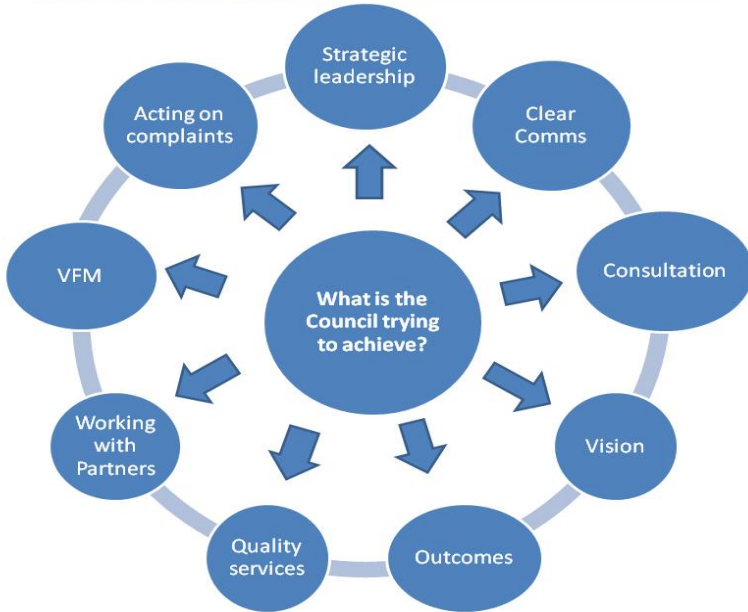 Strategic
leadership
Clear
Comms
Consultation
Vision
Outcomes
Quality
services
Working
with
Partners
VFM
Acting on
complaints
What is the
Council trying
to achieve?